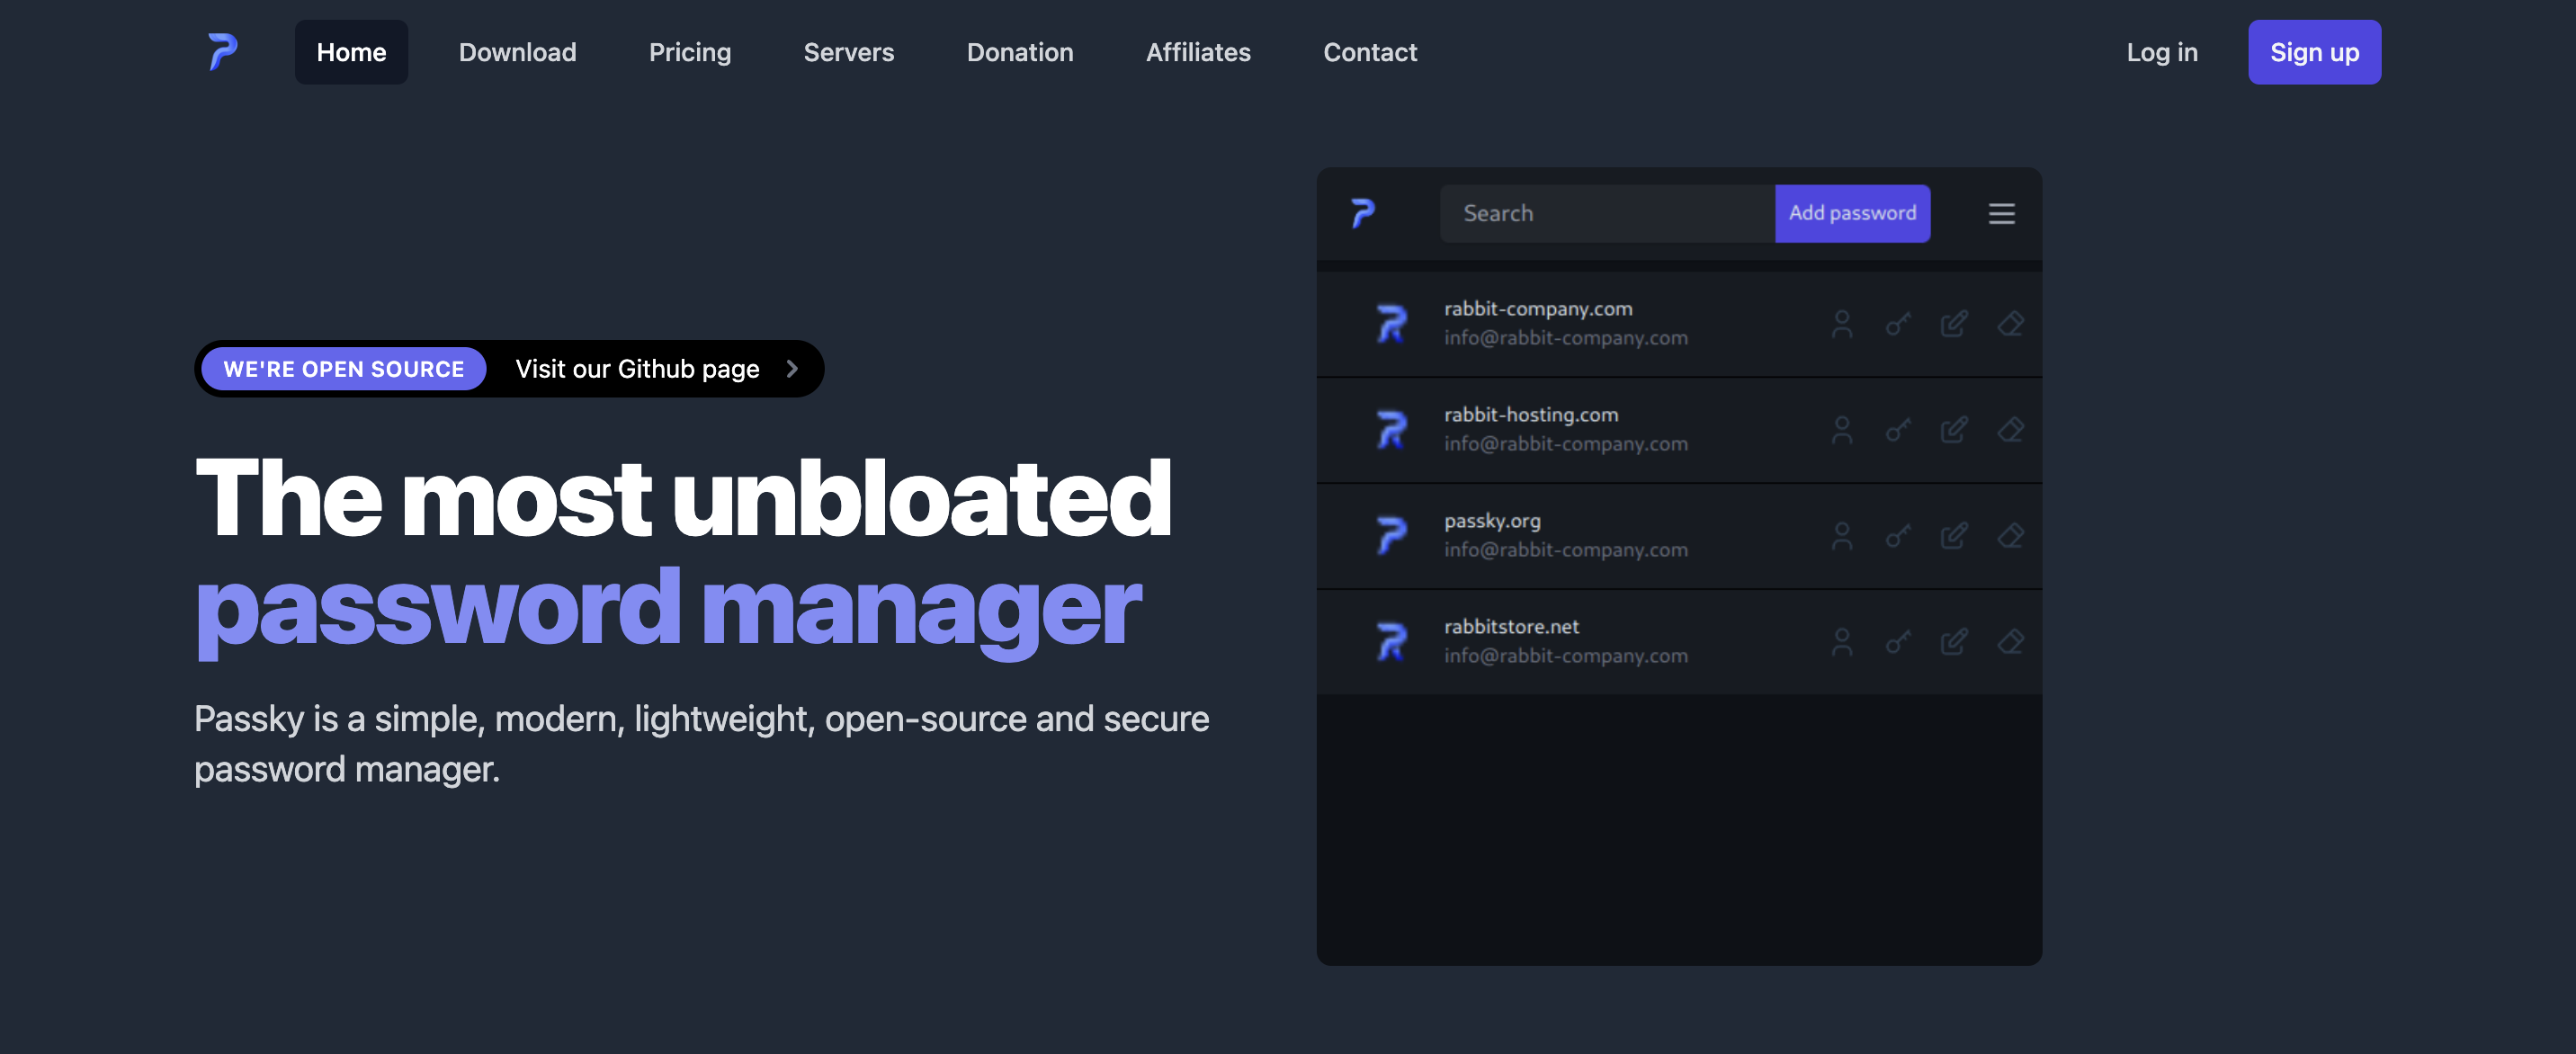 Home Download Pricing Servers Donation Affiliates Contact Log in Sign up
WE'RE OPEN SOURCE Visit our Github page
The most unbloated
password manager
Passky is a simple, modern, lightweight, open-source and secure
password manager.
Search Add password
rabbit-company.com
info@rabbit-company.com
rabbit-hosting.com
info@rabbit-company.com
passky.org
info@rabbit-company.com
rabbitstore.net
info@rabbit-company.com